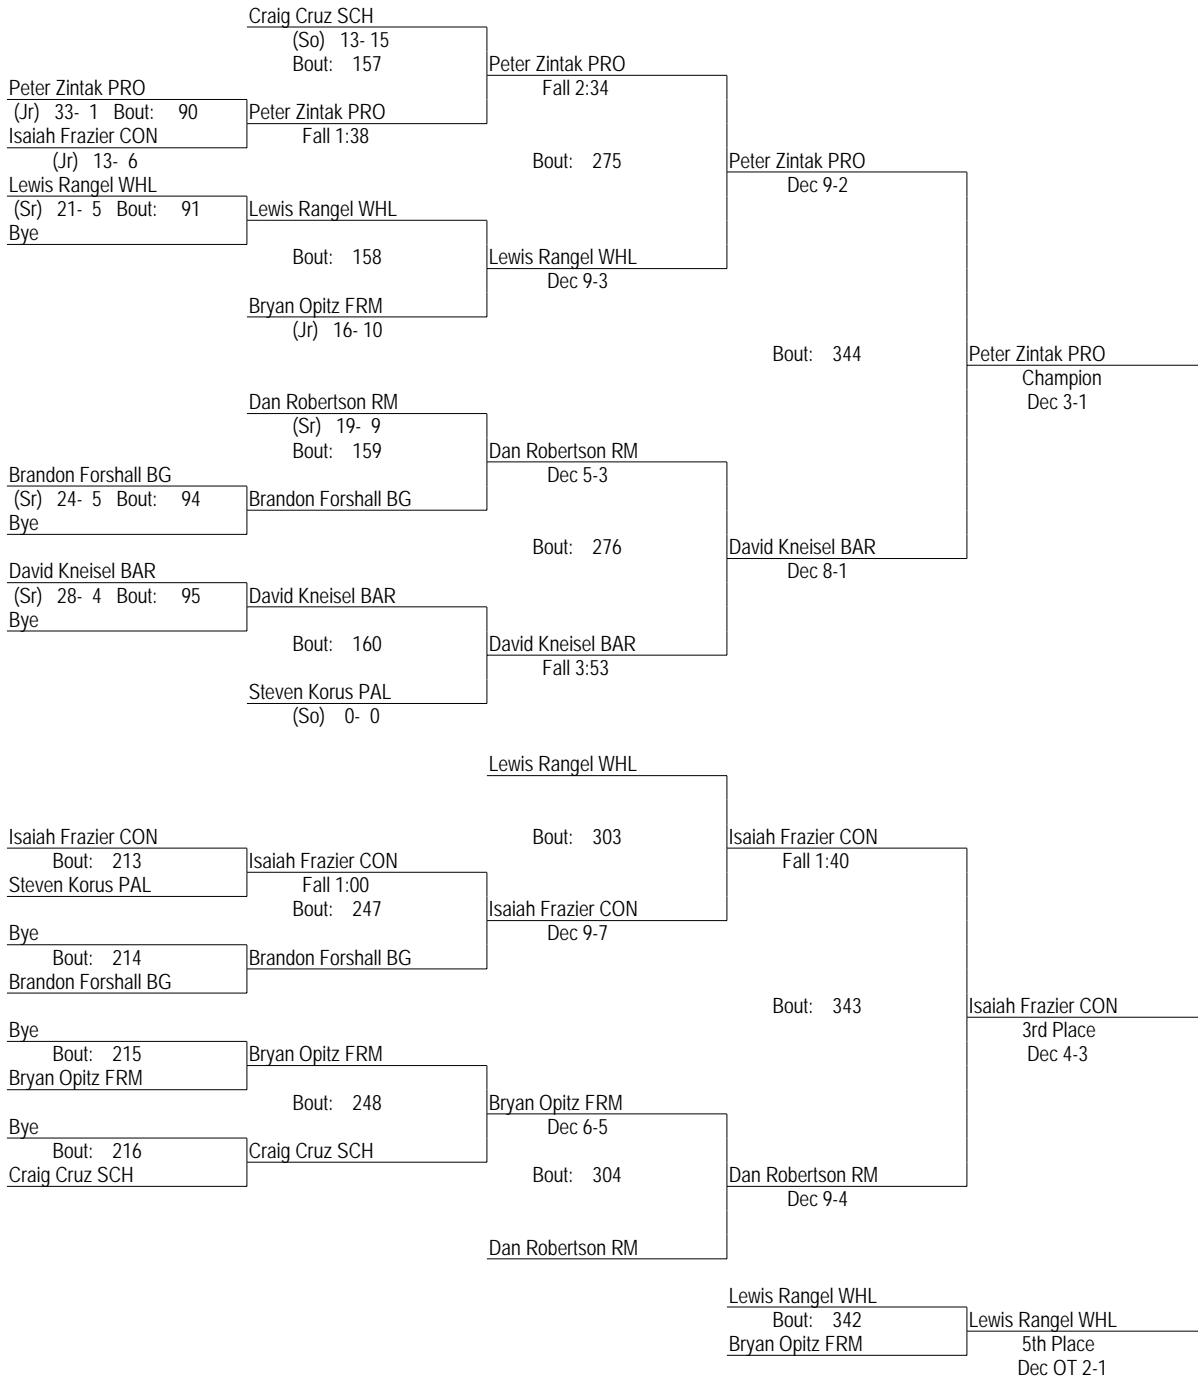 Craig Cruz SCH
(So) 13- 15
Bout: 157
Peter Zintak PRO
Fall 2:34
Peter Zintak PRO
(Jr) 33- 1 Bout: 90
Peter Zintak PRO
Isaiah Frazier CON
Fall 1:38
(Jr) 13- 6
Bout: 275
Peter Zintak PRO
Dec 9-2
Lewis Rangel WHL
(Sr) 21- 5 Bout: 91
Lewis Rangel WHL
Bye
Bout: 158
Lewis Rangel WHL
Dec 9-3
Bryan Opitz FRM
(Jr) 16- 10
Bout: 344
Peter Zintak PRO
Champion
Dec 3-1
Dan Robertson RM
(Sr) 19- 9
Bout: 159
Dan Robertson RM
Dec 5-3
Brandon Forshall BG
(Sr) 24- 5 Bout: 94
Brandon Forshall BG
Bye
Bout: 276
David Kneisel BAR
Dec 8-1
David Kneisel BAR
(Sr) 28- 4 Bout: 95
David Kneisel BAR
Bye
Bout: 160
David Kneisel BAR
Fall 3:53
Steven Korus PAL
(So) 0- 0
Lewis Rangel WHL
Isaiah Frazier CON
Bout: 303
Isaiah Frazier CON
Bout: 213
Isaiah Frazier CON
Fall 1:40
Steven Korus PAL
Fall 1:00
Bout: 247
Isaiah Frazier CON
Dec 9-7
Bye
Bout: 214
Brandon Forshall BG
Brandon Forshall BG
Bout: 343
Isaiah Frazier CON
3rd Place
Dec 4-3
Bye
Bout: 215
Bryan Opitz FRM
Bryan Opitz FRM
Bout: 248
Bryan Opitz FRM
Dec 6-5
Bye
Bout: 216
Craig Cruz SCH
Craig Cruz SCH
Bout: 304
Dan Robertson RM
Dec 9-4
Dan Robertson RM
Lewis Rangel WHL
Bout: 342
Lewis Rangel WHL
Bryan Opitz FRM
5th Place
Dec OT 2-1